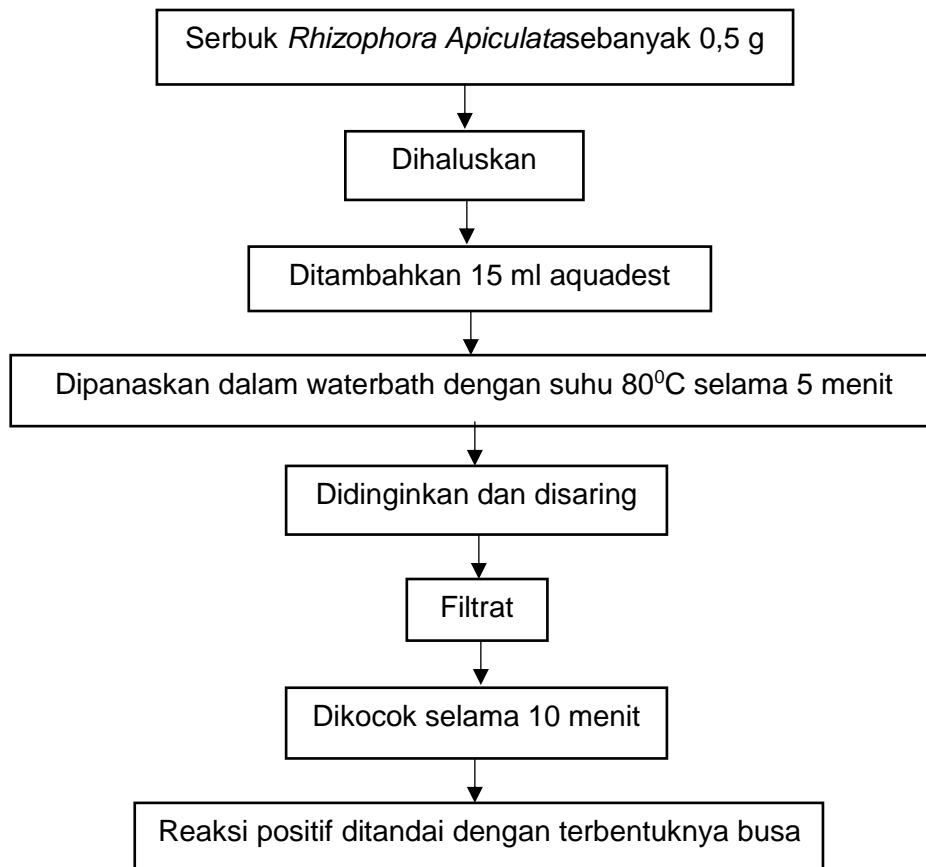 Serbuk Rhizophora Apiculatasebanyak 0,5 g
Dihaluskan
Ditambahkan 15 ml aquadest
Dipanaskan dalam waterbath dengan suhu 80⁰C selama 5 menit
Didinginkan dan disaring
Filtrat
Dikocok selama 10 menit
Reaksi positif ditandai dengan terbentuknya busa